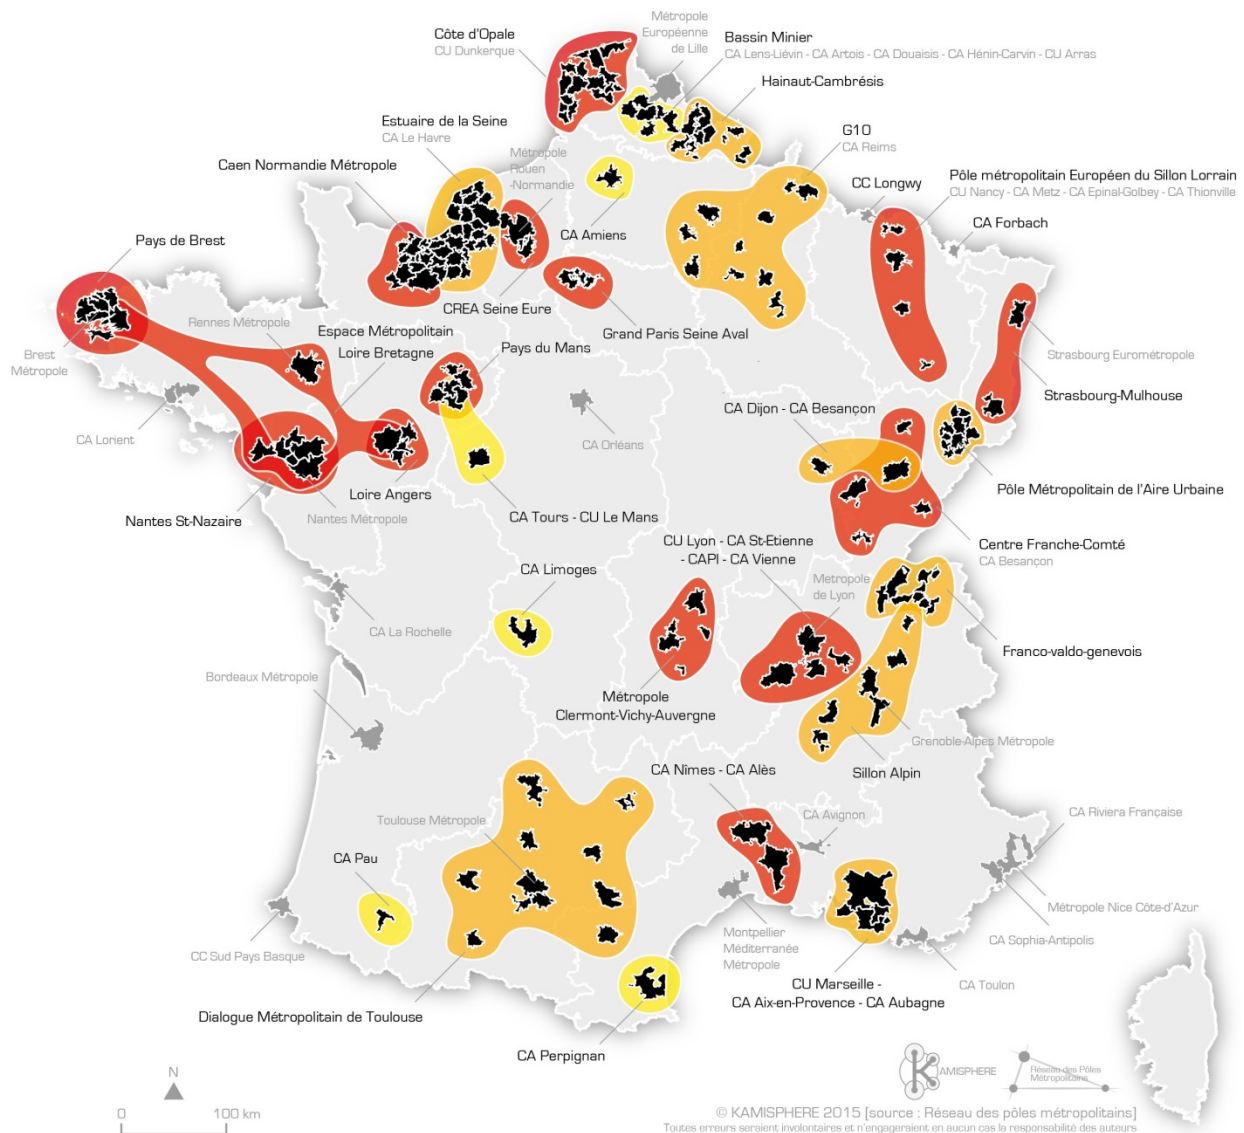 Côte d'Opale
CU Dunkerque
Métropole
Européenne
de Lille
Bassin Minier
CA Lens-Liévin - CA Artois - CA Douaisis - CA Hénin-Carvin - CU Arras
Hainaut-Cambrésis
Estuaire de la Seine
CA Le Havre
G10
CA Reims
Caen Normandie Métropole
Métropole
Rouen
-Normandie
CC Longwy
Pôle métropolitain Européen du Sillon Lorrain
CU Nancy - CA Metz - CA Epinal-Golbey - CA Thionville
CA Forbach
Pays de Brest
CA Amiens
CREA Seine Eure
Grand Paris Seine Aval
Rennes Métropole
Espace Métropolitain
Loire Bretagne
Pays du Mans
Brest
Métropole
Strasbourg Eurométropole
Strasbourg-Mulhouse
CA Lorient
CA Orléans
CA Dijon - CA Besançon
Loire Angers
Pôle Métropolitain de l'Aire Urbaine
Nantes St-Nazaire
Nantes Métropole
CA Tours - CU Le Mans
CU Lyon - CA St-Etienne
- CAPI - CA Vienne
Centre Franche-Comté
CA Besançon
CA Limoges
Metropole
de Lyon
CA La Rochelle
Franco-valdo-genevois
Bordeaux Métropole
Métropole
Clermont-Vichy-Auvergne
Grenoble-Alpes Métropole
Sillon Alpin
CA Nîmes - CA Alès
Toulouse Métropole
CA Avignon
CA Riviera Française
CA Pau
Métropole Nice Côte-d'Azur
CA Sophia-Antipolis
CC Sud Pays Basque
Montpellier
Méditerranée
Métropole
CA Toulon
CU Marseille -
CA Aix-en-Provence - CA Aubagne
Dialogue Métropolitain de Toulouse
CA Perpignan
N
0 100 km
KAMISPHERE
Réseau des Pôles
Métropolitains
© KAMISPHERE 2015 [source : Réseau des pôles métropolitains]
Toutes erreurs seraient involontaires et n'engageraient en aucun cas la responsabilité des auteurs